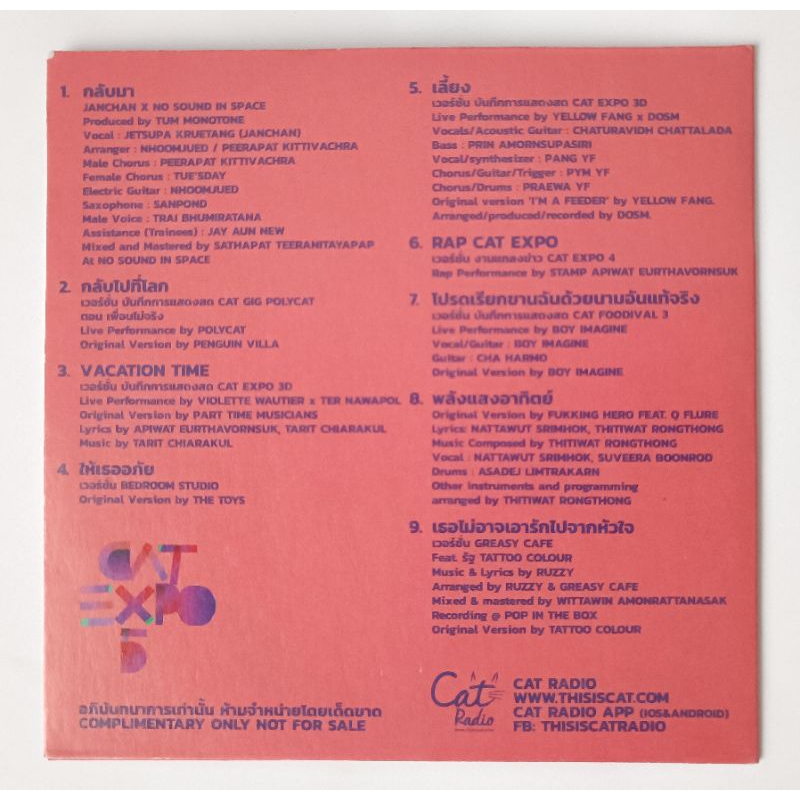 1. กลับมา
JANCHAN X NO SOUND IN SPACE
Produced by TUM MONOTONE
Vocal : JETSUPA KRUETANG (JANCHAN)
Arranger : NHOOMJUED / PEERAPAT KITTIVACHRA
Male Chorus : PEERAPAT KITTIVACHRA
Female Chorus : TUE'SDAY
Electric Guitar : NHOOMJUED
Saxophone : SANPOND
Male Voice : TRAI BHUMIRATANA
Assistance (Trainees) : JAY AUN NEW
Mixed and Mastered by SATHAPAT TEERANITAYAPAP
At NO SOUND IN SPACE
2. กลับไปที่โลก
เวอร์ชั่น บันทึกการแสดงสด CAT GIG POLYCAT
ตอน เพื่อนไม่จริง
Live Performance by POLYCAT
Original Version by PENGUIN VILLA
3. VACATION TIME
เวอร์ชั่น บันทึกการแสดงสด CAT EXPO 3D
Live Performance by VIOLETTE WAUTIER x TER NAWAPOL
Original Version by PART TIME MUSICIANS
Lyrics by APIWAT EURTHAVORNSUK, TARIT CHIARAKUL
Music by TARIT CHIARAKUL
4. ให้เธออภัย
เวอร์ชั่น BEDROOM STUDIO
Original Version by THE TOYS
CAT
EXPO
5
อภินันทนาการเท่านั้น ห้ามจำหน่ายโดยเด็ดขาด
COMPLIMENTARY ONLY NOT FOR SALE
5. เลี้ยง
เวอร์ชั่น บันทึกการแสดงสด CAT EXPO 3D
Live Performance by YELLOW FANG x DOSM
Vocals/Acoustic Guitar : CHATURAVIDH CHATTALADA
Bass : PRIN AMORNSUPASIRI
Vocal/synthesizer : PANG YF
Chorus/Guitar/Trigger : PYM YF
Chorus/Drums : PRAEWA YF
Original version 'I'M A FEEDER' by YELLOW FANG.
Arranged/produced/recorded by DOSM.
6. RAP CAT EXPO
เวอร์ชั่น งานแถลงข่าว CAT EXPO 4
Rap Performance by STAMP APIWAT EURTHAVORNSUK
7. โปรดเรียกขานฉันด้วยนามอันแท้จริง
เวอร์ชั่น บันทึกการแสดงสด CAT FOODIVAL 3
Live Performance by BOY IMAGINE
Vocal/Guitar : BOY IMAGINE
Guitar : CHA HARMO
Original Version by BOY IMAGINE
8. พลังแสงอาทิตย์
Original Version by FUKKING HERO FEAT. Q FLURE
Lyrics: NATTAWUT SRIMHOK, THITIWAT RONGTHONG
Music Composed by THITIWAT RONGTHONG
Vocal : NATTAWUT SRIMHOK, SUVEERA BOONROD
Drums : ASADEJ LIMTRAKARN
Other instruments and programming
arranged by THITIWAT RONGTHONG
9. เธอไม่อาจเอารักไปจากหัวใจ
เวอร์ชั่น GREASY CAFE
Feat. รัฐ TATTOO COLOUR
Music & Lyrics by RUZZY
Arranged by RUZZY & GREASY CAFE
Mixed & mastered by WITTAWIN AMONRATTANASAK
Recording @ POP IN THE BOX
Original Version by TATTOO COLOUR
Cat
Radio
CAT RADIO
WWW.THISISCAT.COM
CAT RADIO APP (IOS&ANDROID)
FB: THISISCATRADIO